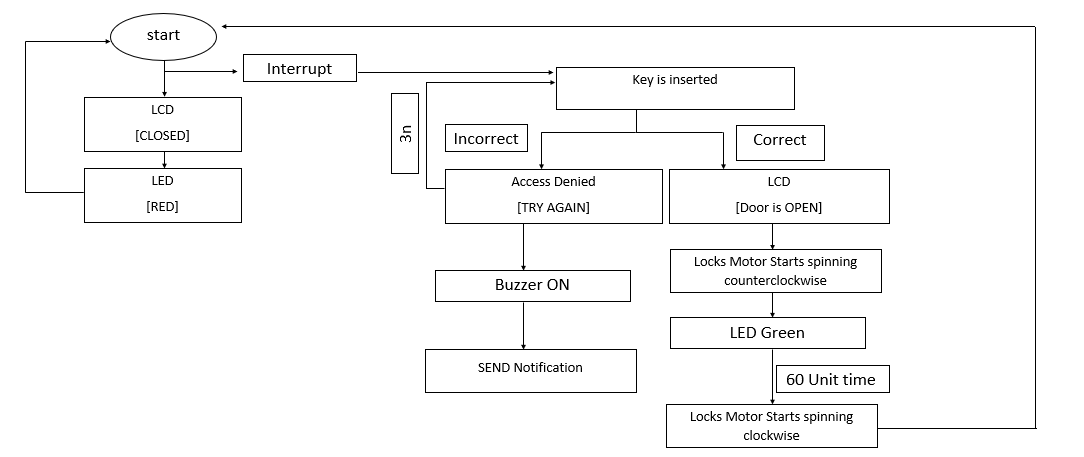 start
Interrupt
Key is inserted
LCD
[CLOSED]
3n
Incorrect
Correct
LED
[RED]
Access Denied
[TRY AGAIN]
LCD
[Door is OPEN]
Locks Motor Starts spinning
counterclockwise
Buzzer ON
LED Green
SEND Notification
60 Unit time
Locks Motor Starts spinning
clockwise